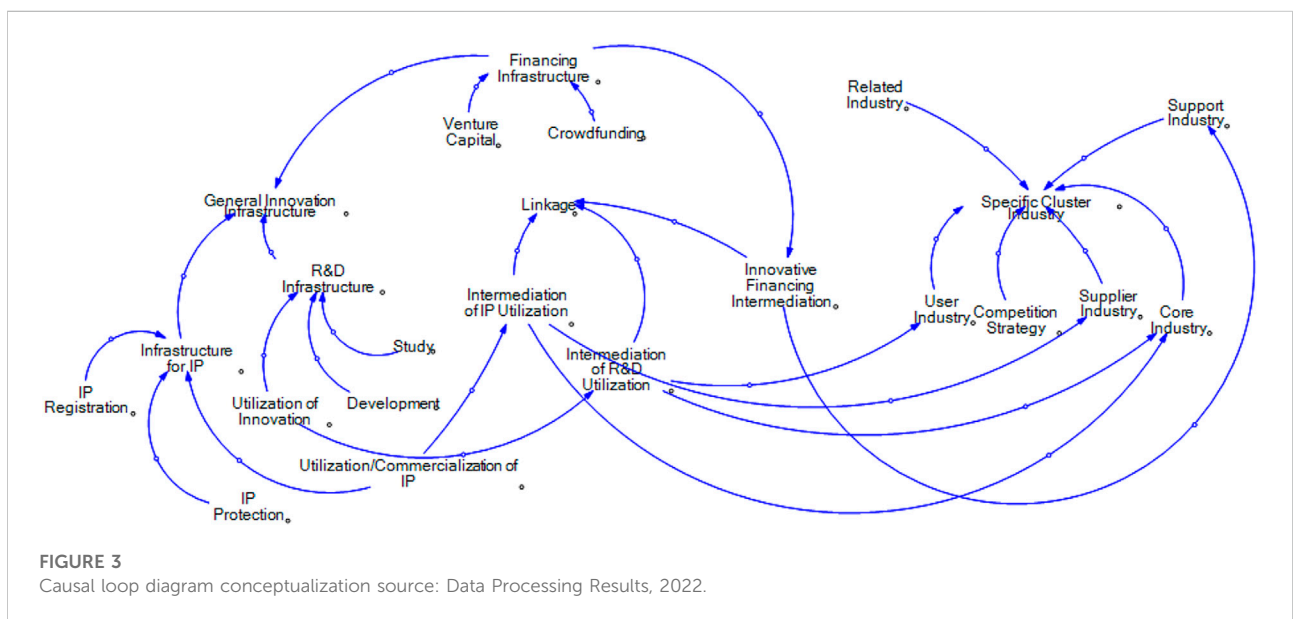 Financing
Infrastructure
Venture
Capital
Crowdfunding
Related
Industry
Support
Industry
General Innovation
Infrastructure
Linkage
Specific Cluster
Industry
R&D
Infrastructure
Intermediation
of IP Utilization
Innovative
Financing
Intermediation
User
Industry
Competition
Strategy
Supplier
Industry
Core
Industry
Infrastructure
for IP
Study
Intermediation
of R&D
Utilization
IP
Registration
Utilization of
Innovation
Development
Utilization/Commercialization of
IP
IP
Protection
FIGURE 3
Causal loop diagram conceptualization source: Data Processing Results, 2022.